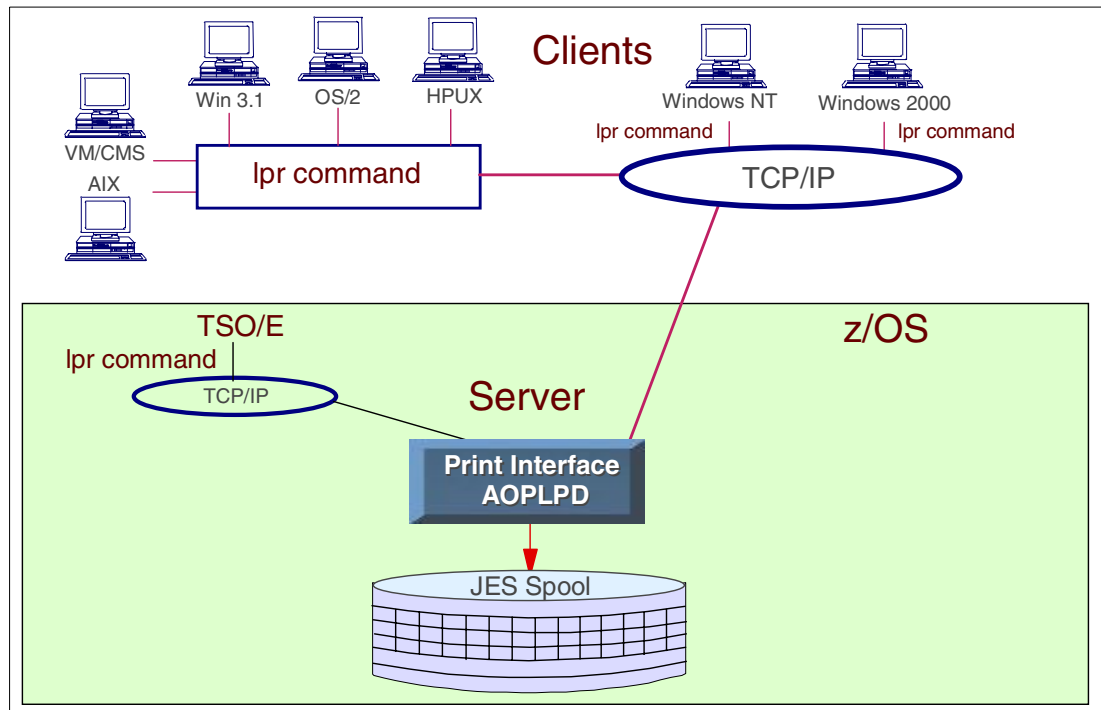 Clients
Win 3.1
OS/2
HPUX
Windows NT
Windows 2000
lpr command
lpr command
VM/CMS
AIX
lpr command
TCP/IP
TSO/E
z/OS
lpr command
TCP/IP
Server
Print Interface
AOPLPD
JES Spool